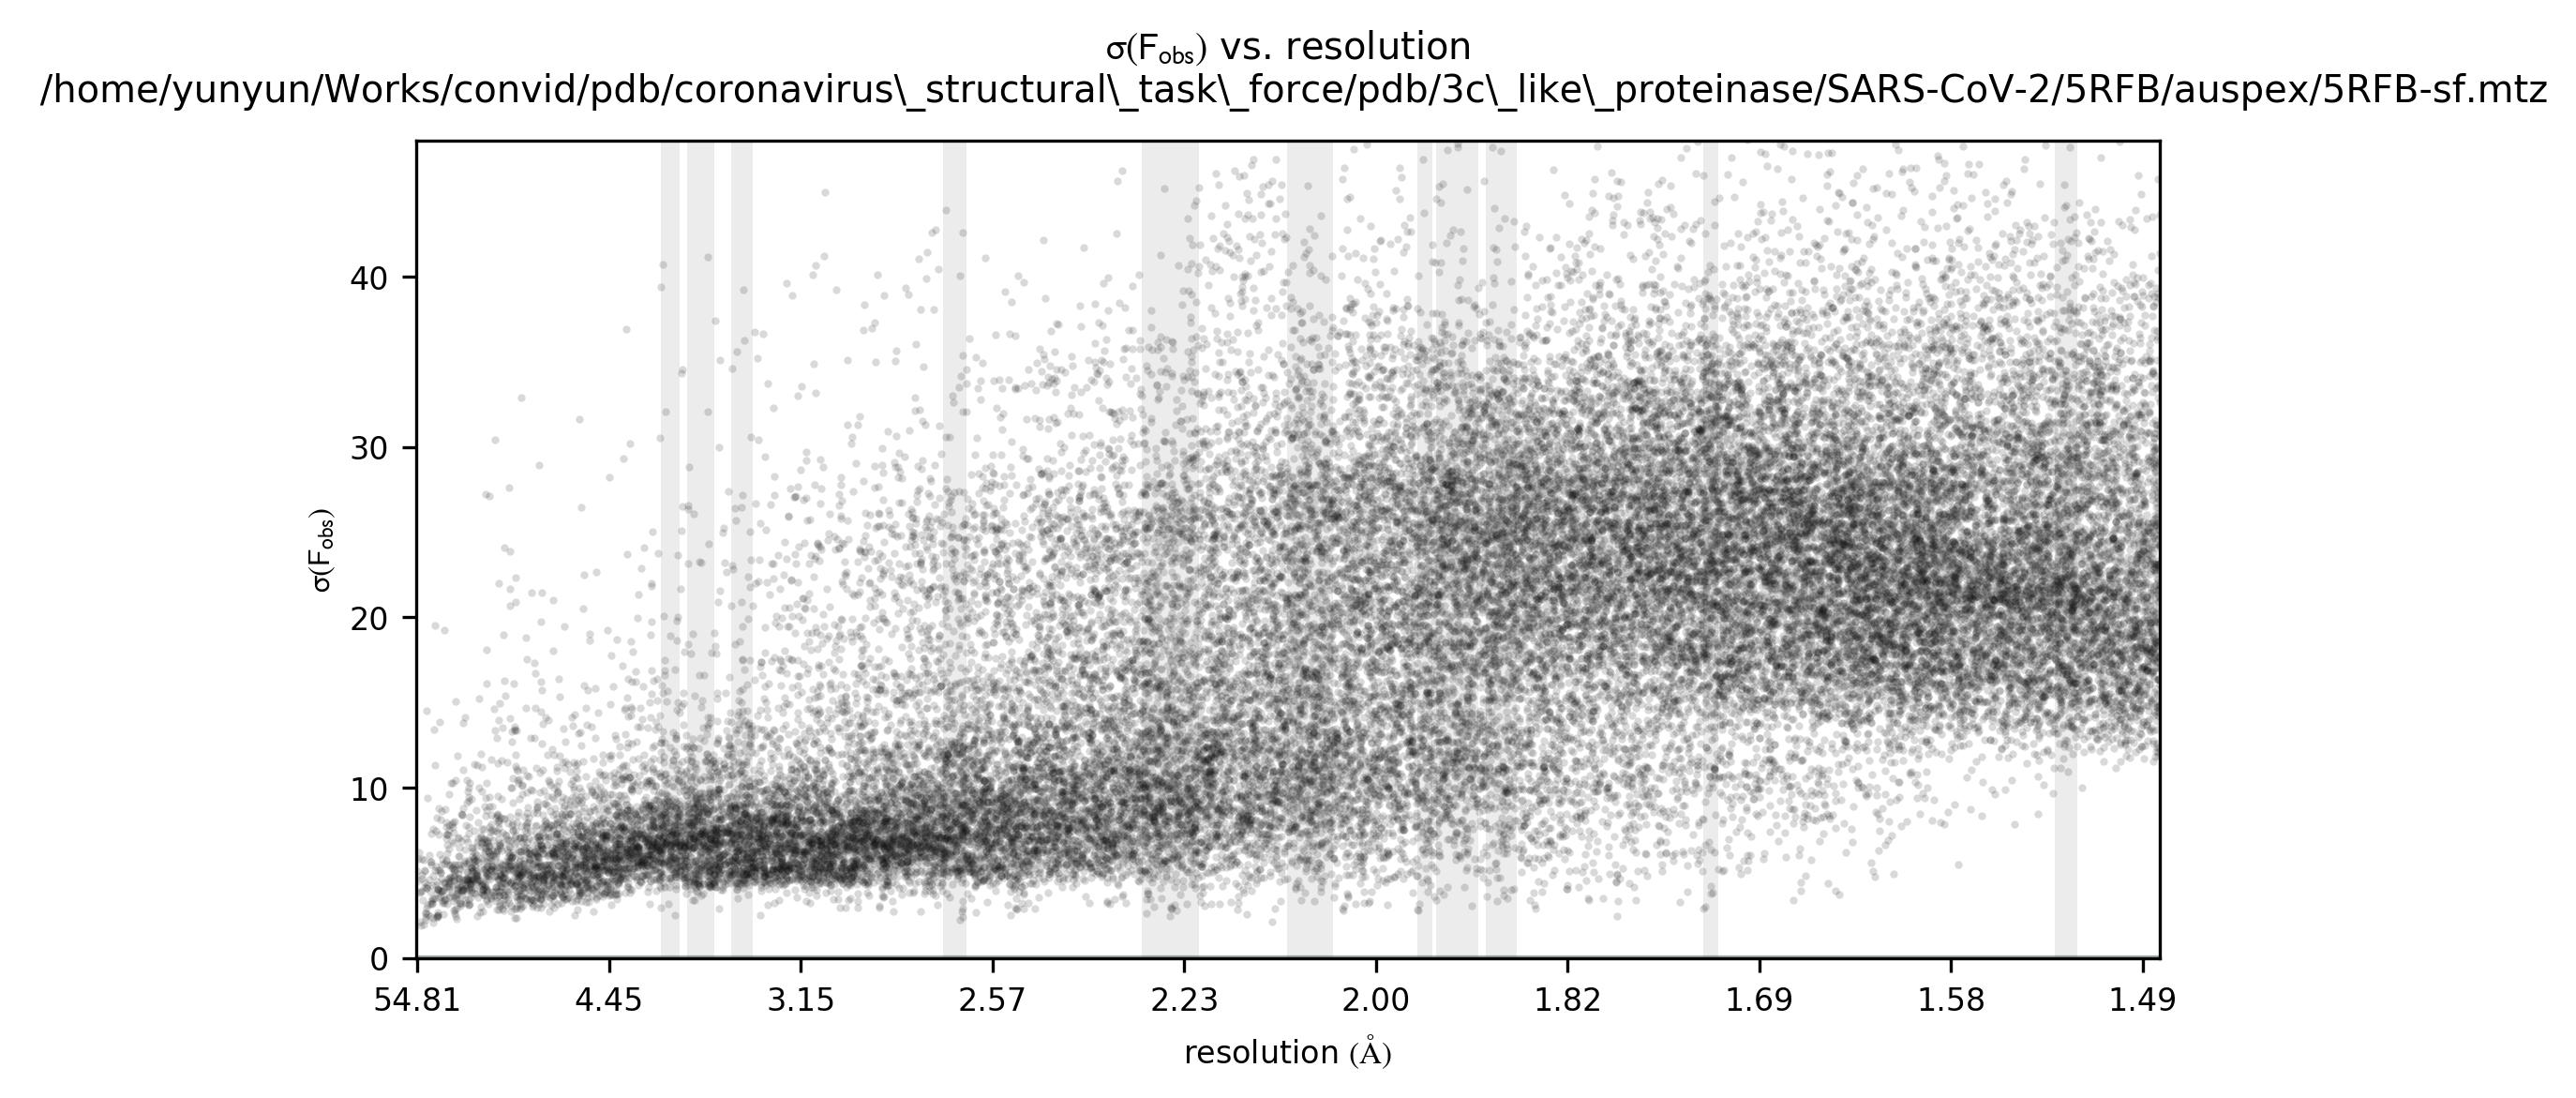 σ(Fobs) vs. resolution
/home/yunyun/Works/convid/pdb/coronavirus\_structural\_task\_force/pdb/3c\_like\_proteinase/SARS-CoV-2/5RFB/auspex/5RFB-sf.mtz
σ(Fobs)
40
30
20
10
0
54.81 4.45 3.15 2.57 2.23 2.00 1.82 1.69 1.58 1.49
resolution (Å)